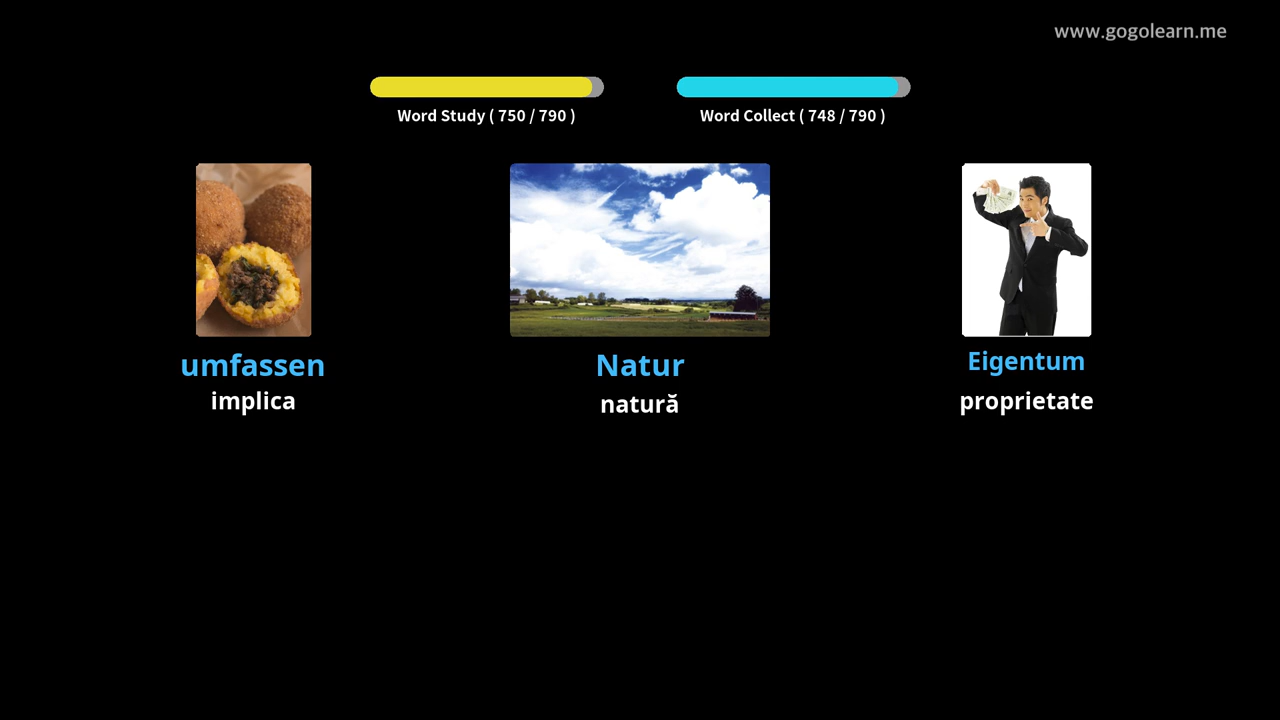 www.gogolearn.me
Word Study ( 750 / 790 )
Word Collect ( 748 / 790 )
umfassen
Natur
Eigentum
implica
natură
proprietate